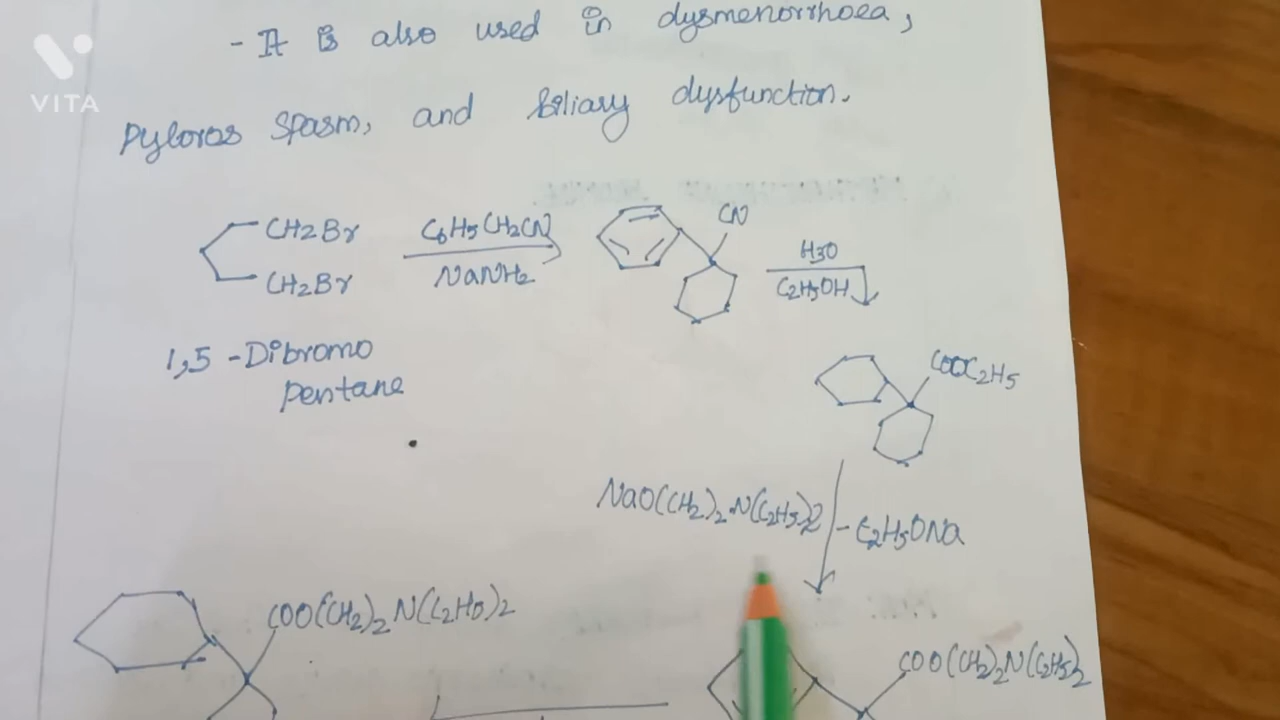 VITA
- It is also used in dysmenorrhoea,
Pyloros spasm, and biliary dysfunction.
CH2Br
CH2Br
C6H5CH2CN
NaNH2
CN
H3O
C2H5OH
1,5 - Dibromo
pentane
COOC2H5
NaO(CH2)2.N(C2H5)2
- C2H5ONa
COO(CH2)2N(C2H5)2
COO(CH2)2N(C2H5)2